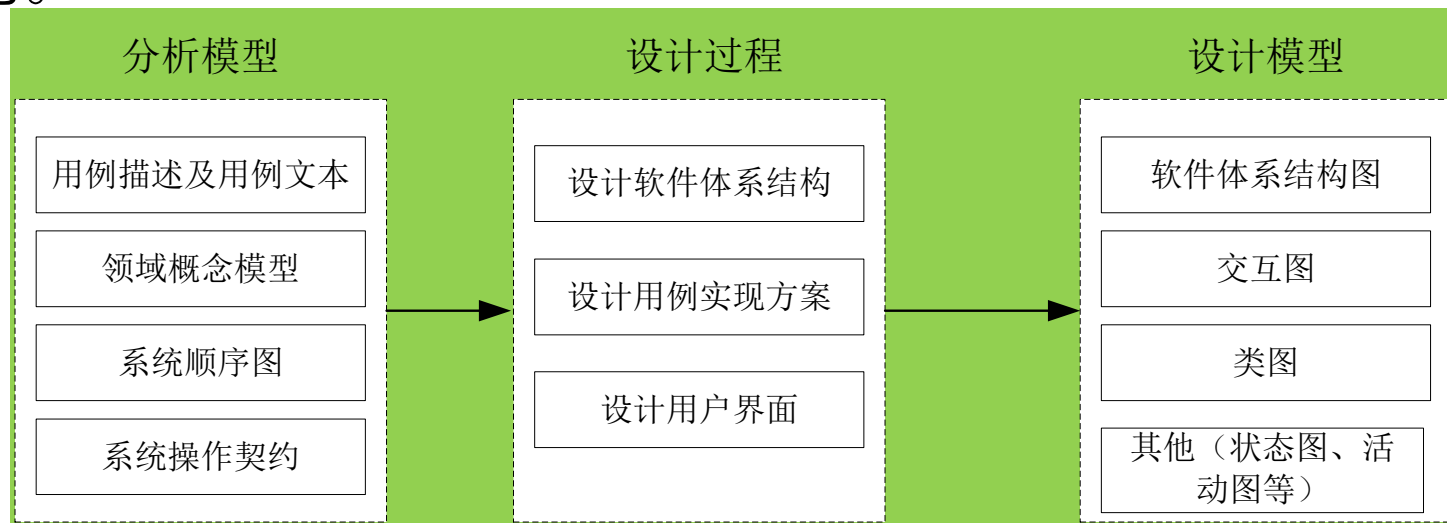 分析模型
设计过程
设计模型
用例描述及用例文本
领域概念模型
系统顺序图
系统操作契约
设计软件体系结构
设计用例实现方案
设计用户界面
软件体系结构图
交互图
类图
其他（状态图、活
动图等）